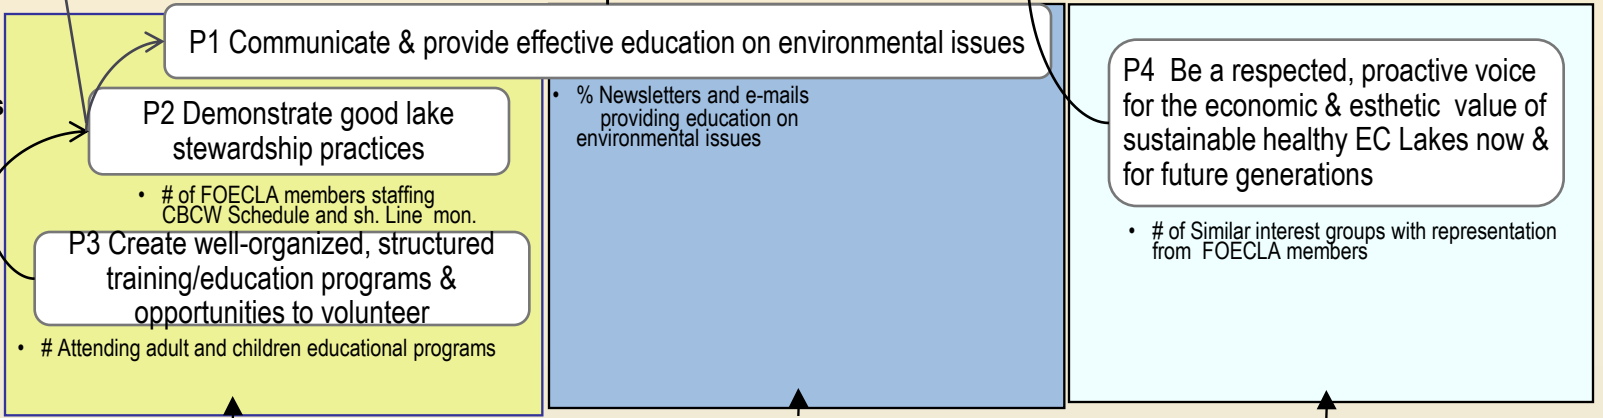 P1 Communicate & provide effective education on environmental issues
P2 Demonstrate good lake
stewardship practices
• # of FOECLA members staffing
CBCW Schedule and sh. Line mon.
P3 Create well-organized, structured
training/education programs &
opportunities to volunteer
• # Attending adult and children educational programs
• % Newsletters and e-mails
providing education on
environmental issues
P4 Be a respected, proactive voice
for the economic & esthetic value of
sustainable healthy EC Lakes now &
for future generations
• # of Similar interest groups with representation
from FOECLA members